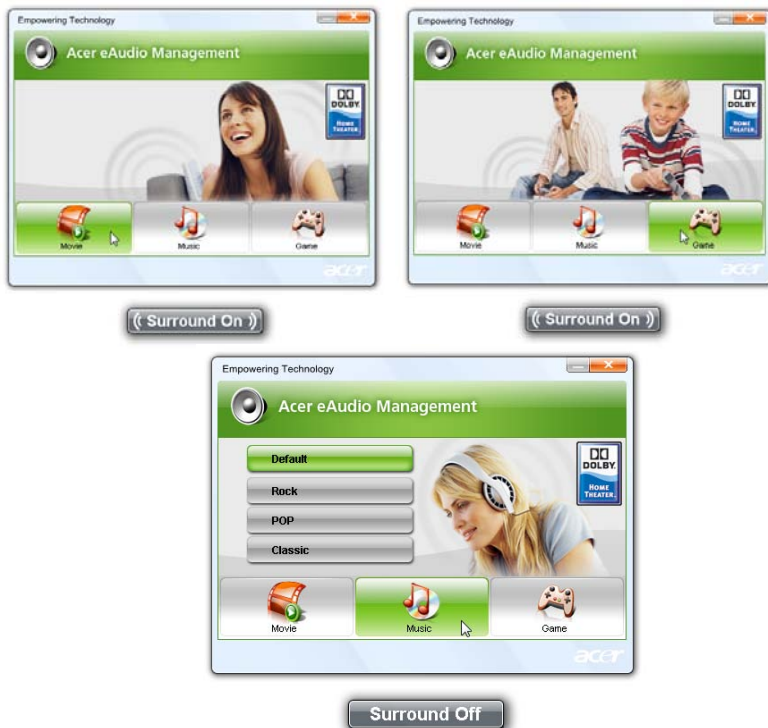 Empowering Technology
Acer eAudio Management
DOLBY
HOME THEATER
Movie
Music
Game
acer
(( Surround On ))
Empowering Technology
Acer eAudio Management
DOLBY
HOME THEATER
Movie
Music
Game
acer
(( Surround On ))
Empowering Technology
Acer eAudio Management
Default
Rock
POP
Classic
DOLBY
HOME THEATER
Movie
Music
Game
acer
Surround Off